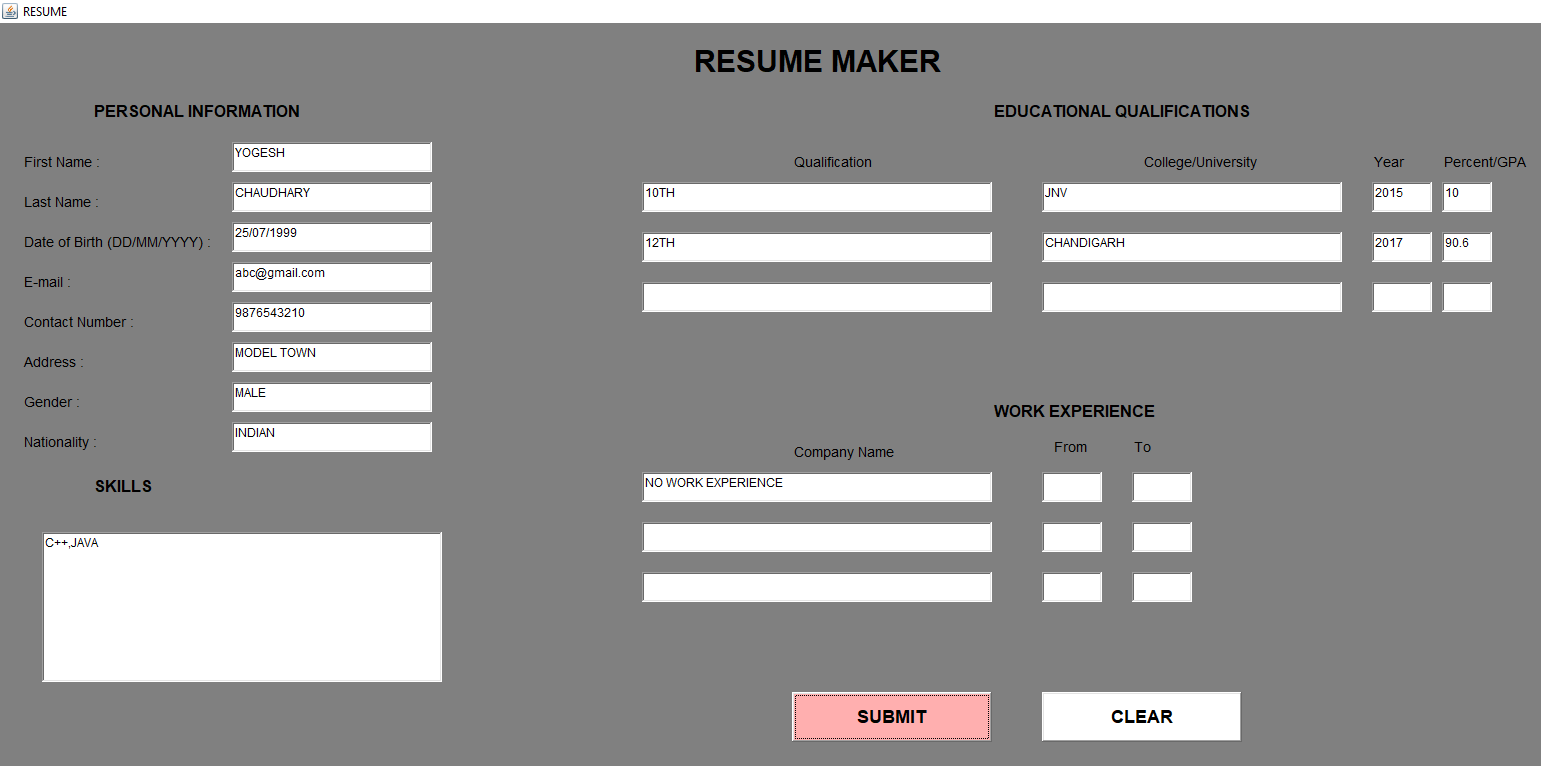 RESUME
RESUME MAKER
PERSONAL INFORMATION
First Name : YOGESH
Last Name : CHAUDHARY
Date of Birth (DD/MM/YYYY) : 25/07/1999
E-mail : abc@gmail.com
Contact Number : 9876543210
Address : MODEL TOWN
Gender : MALE
Nationality : INDIAN
SKILLS
C++,JAVA
EDUCATIONAL QUALIFICATIONS
Qualification College/University Year Percent/GPA
10TH JNV 2015 10
12TH CHANDIGARH 2017 90.6
WORK EXPERIENCE
Company Name From To
NO WORK EXPERIENCE
SUBMIT CLEAR